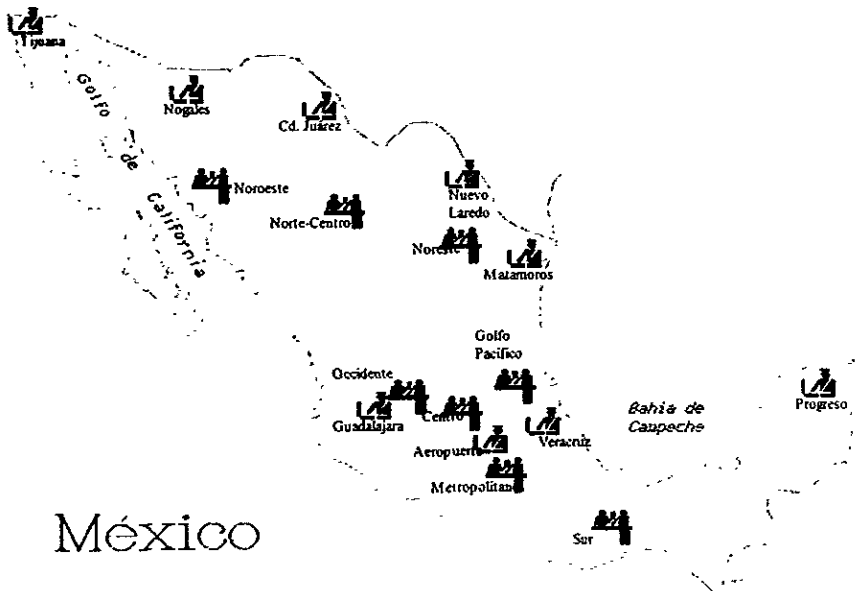 Tijuana
Golfo
de
California
Nogales
Cd. Juárez
Noroeste
Norte-Centro
Nuevo
Laredo
Noreste
Matamoros
Golfo
Pacífico
Occidente
Guadalajara
Centro
Aeropuerto
Metropolitano
Veracruz
Bahia de
Campeche
Progreso
Sur
México